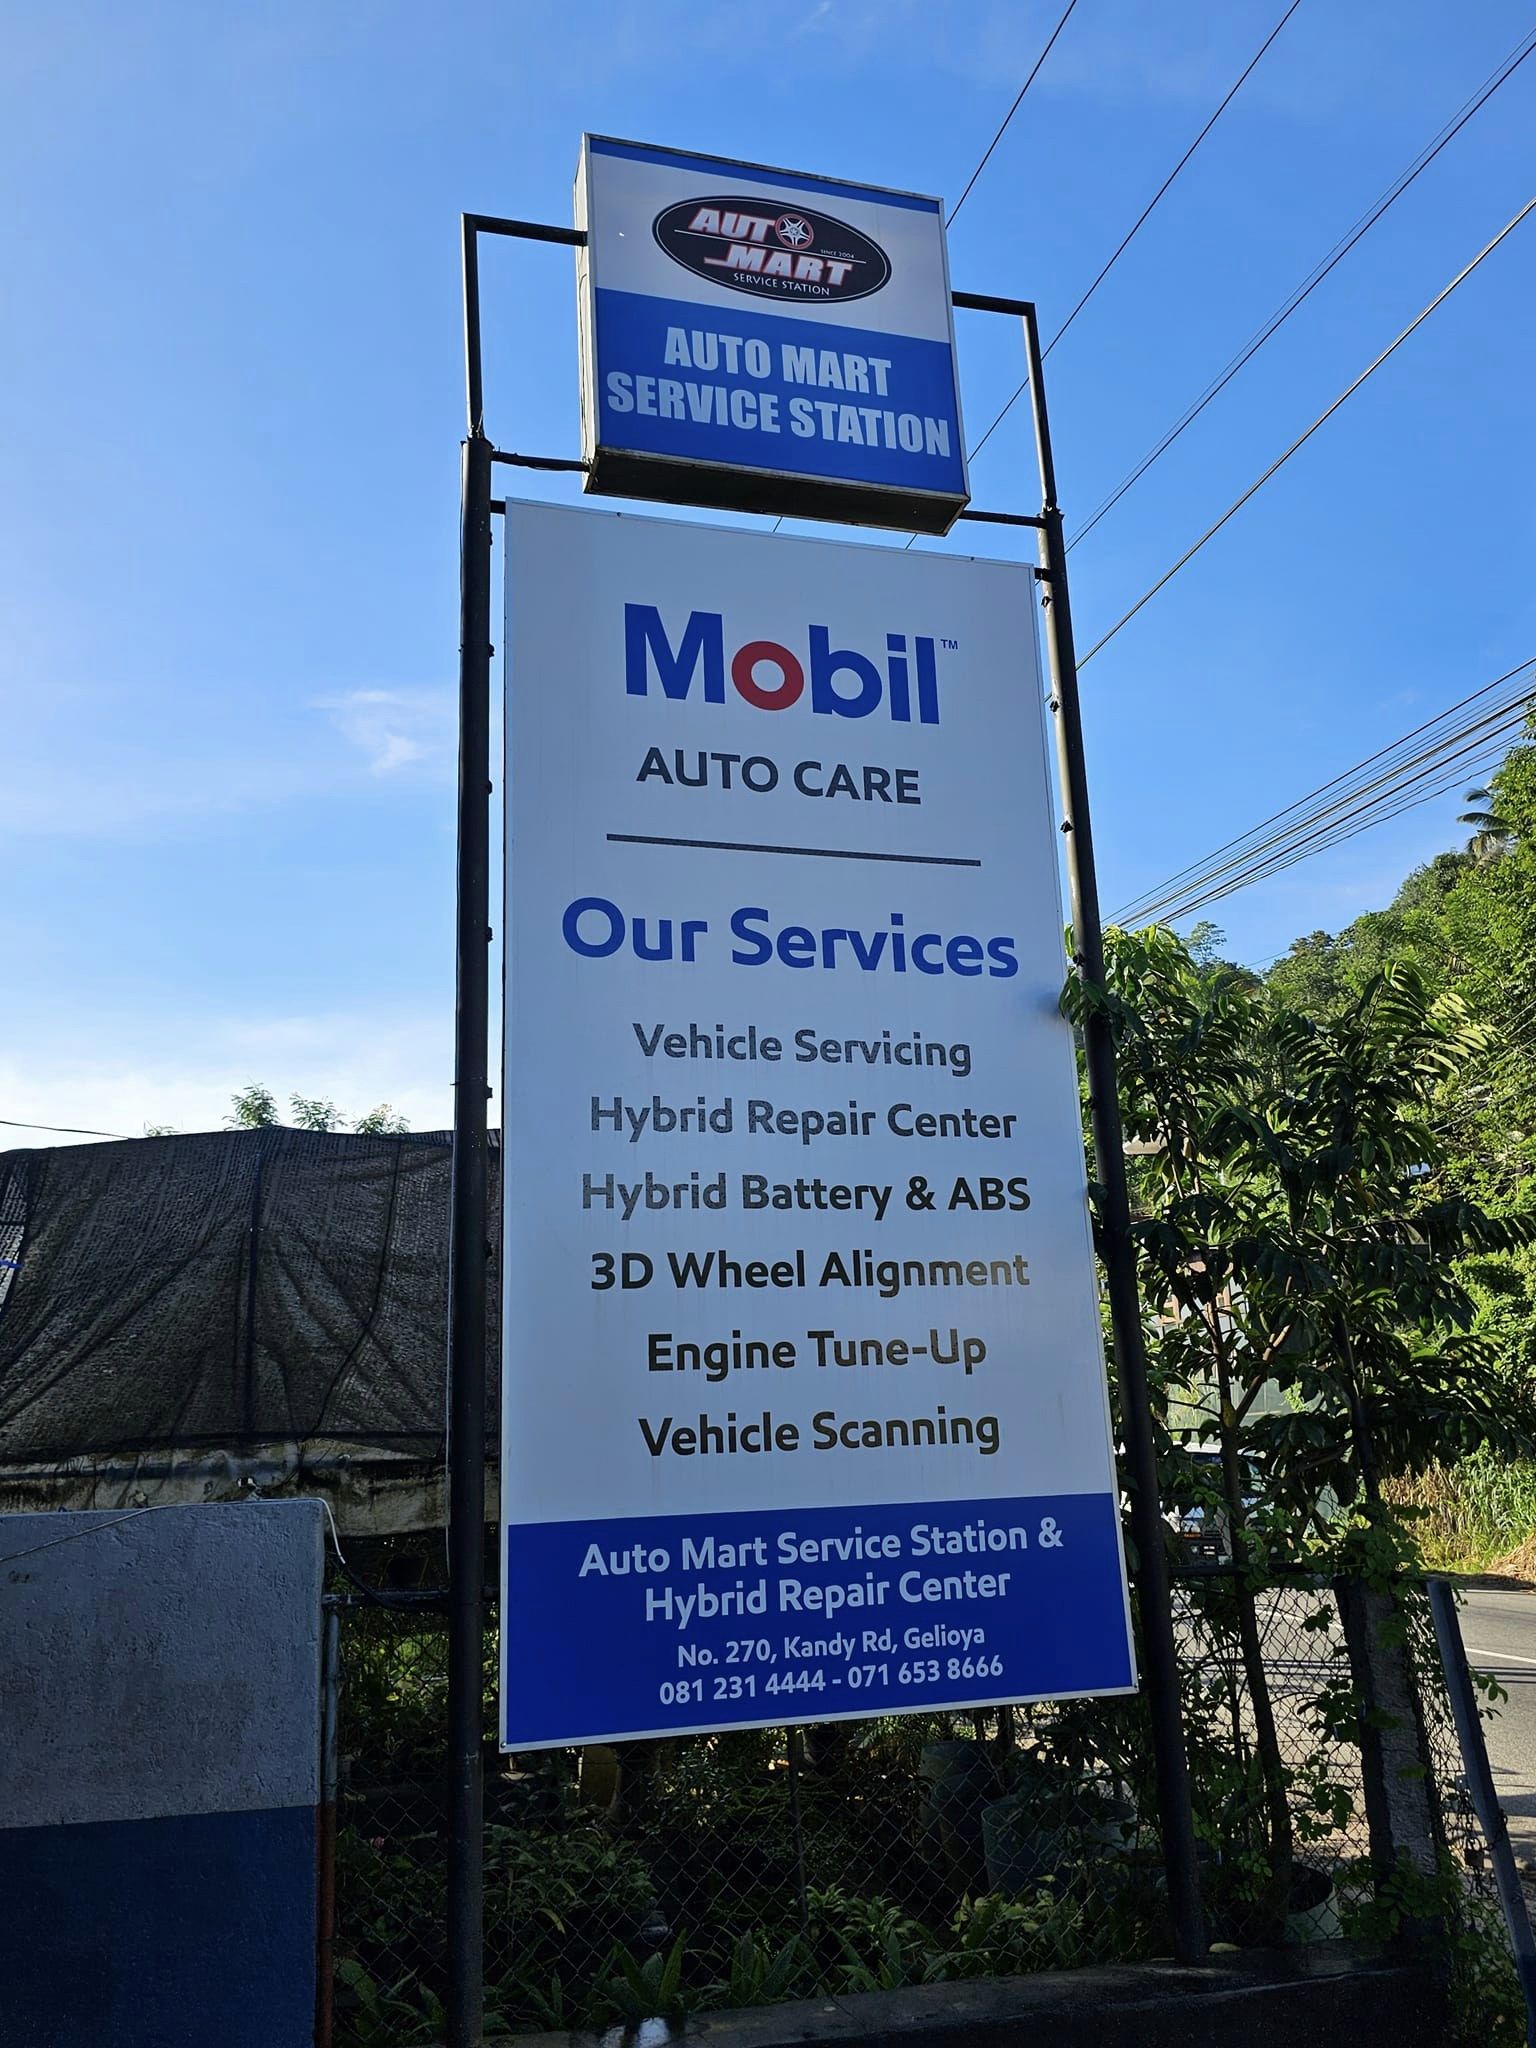 AUTO
SINCE 2004
MART
SERVICE STATION
AUTO MART
SERVICE STATION
Mobil™
AUTO CARE
Our Services
Vehicle Servicing
Hybrid Repair Center
Hybrid Battery & ABS
3D Wheel Alignment
Engine Tune-Up
Vehicle Scanning
Auto Mart Service Station &
Hybrid Repair Center
No. 270, Kandy Rd, Gelioya
081 231 4444 - 071 653 8666